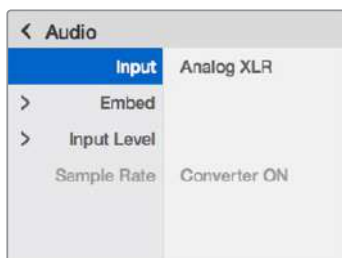 < Audio
Input Analog XLR
> Embed
> Input Level
Sample Rate Converter ON